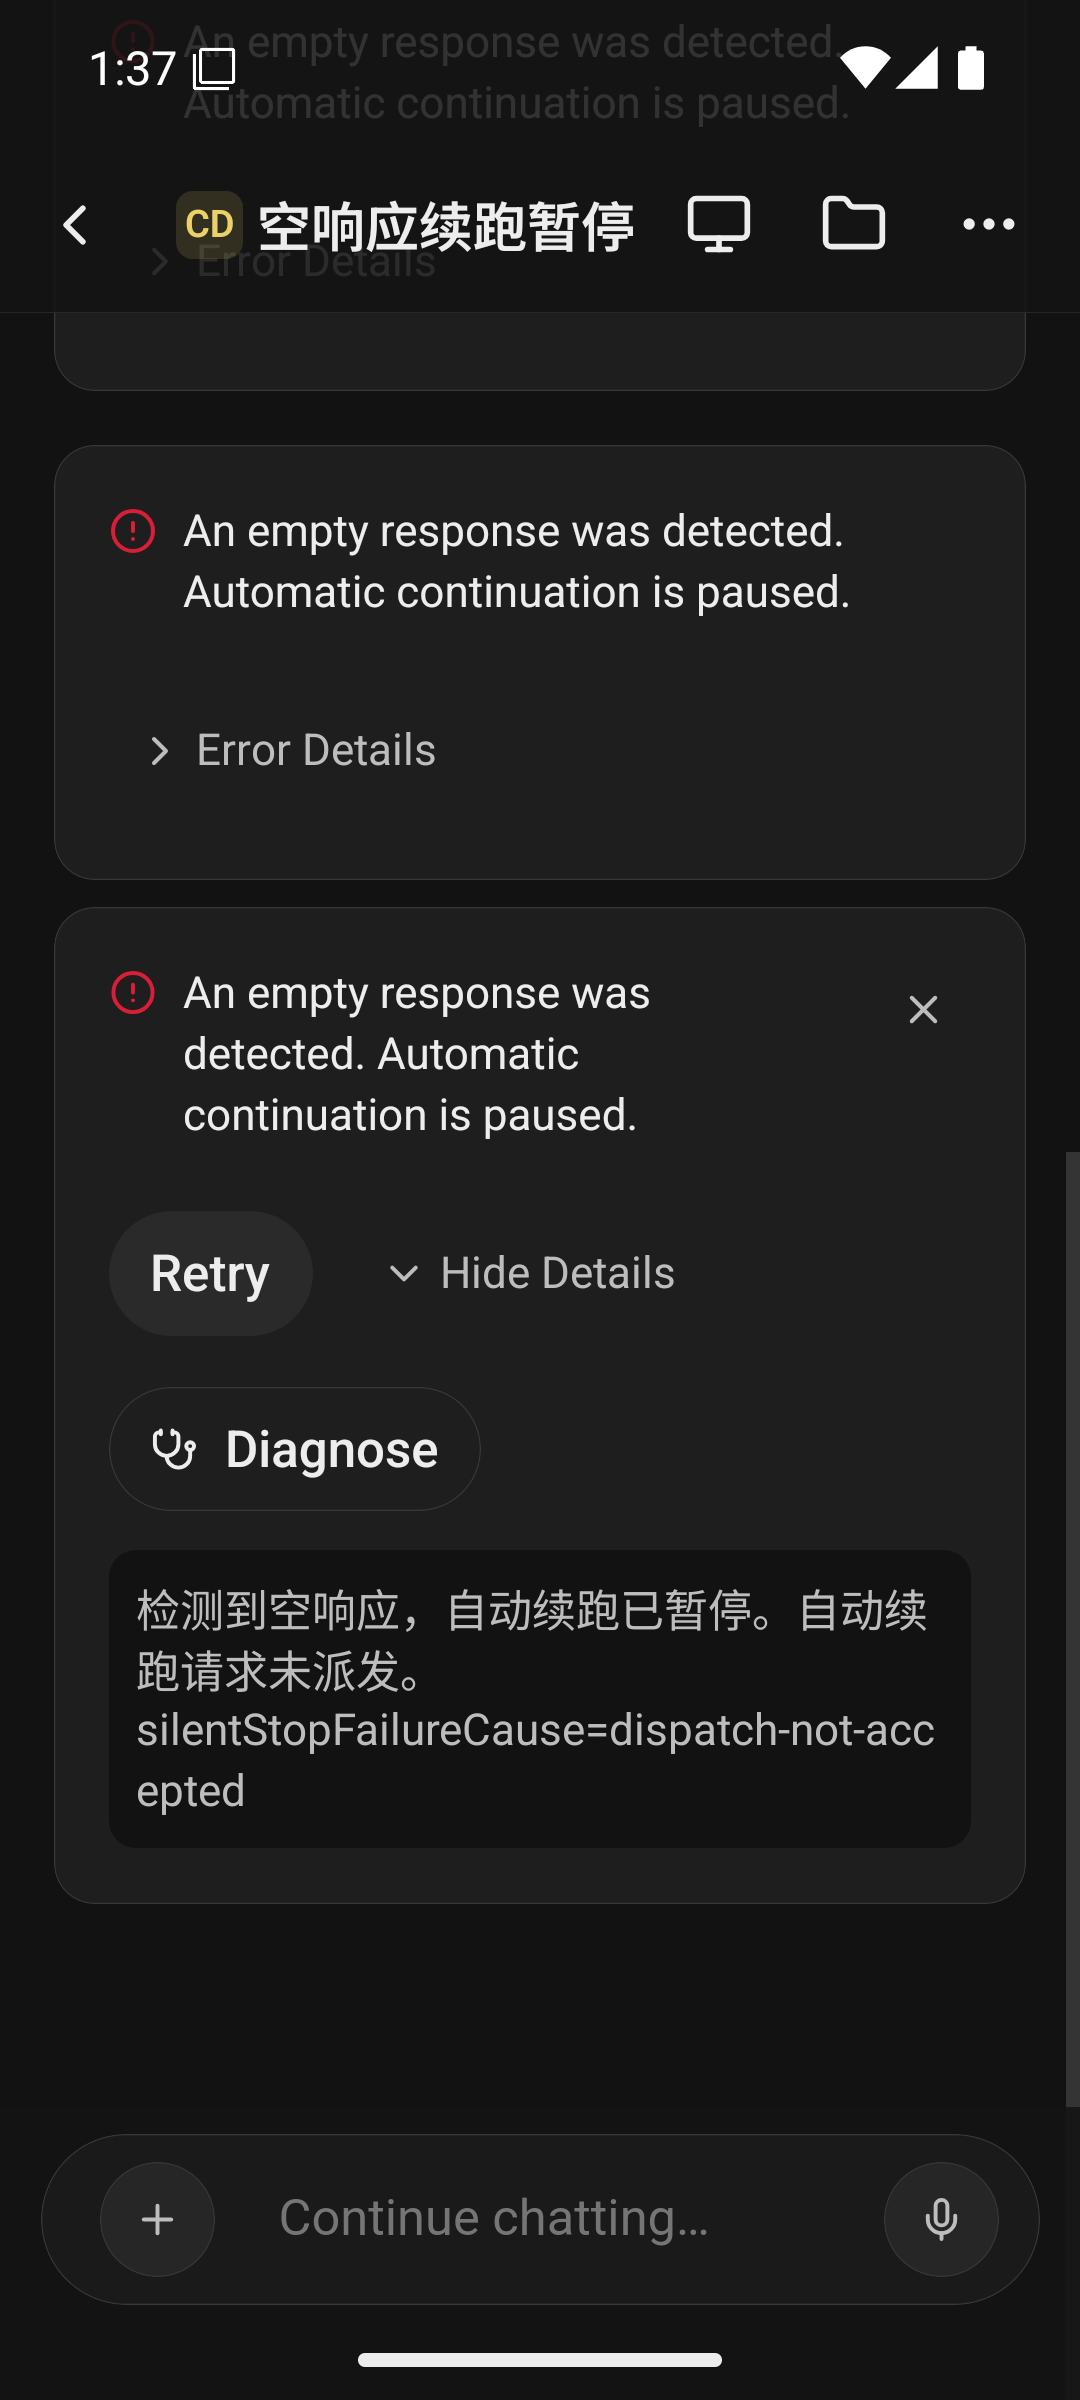 An empty response was detected.
1:37
Automatic continuation is paused.
CD 空响应续跑暂停
Error Details
An empty response was detected.
Automatic continuation is paused.
Error Details
An empty response was
detected. Automatic
continuation is paused.
Retry
Hide Details
Diagnose
检测到空响应，自动续跑已暂停。自动续
跑请求未派发。
silentStopFailureCause=dispatch-not-acc
epted
Continue chatting...